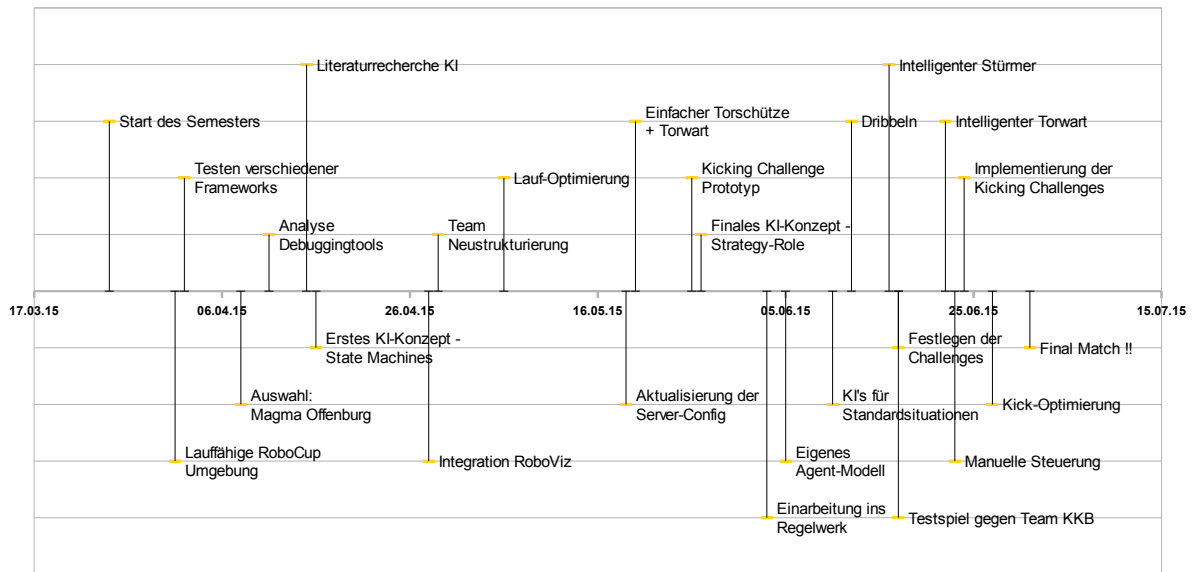 Literaturrecherche KI
Intelligenter Stürmer
Start des Semesters
Einfacher Torschütze
+ Torwart
Dribbeln
Intelligenter Torwart
Testen verschiedener
Frameworks
Lauf-Optimierung
Kicking Challenge
Prototyp
Implementierung der
Kicking Challenges
Analyse
Debuggingtools
Team
Neustrukturierung
Finales KI-Konzept -
Strategy-Role
17.03.15
06.04.15
26.04.15
16.05.15
05.06.15
25.06.15
15.07.15
Erstes KI-Konzept -
State Machines
Festlegen der
Challenges
Final Match !!
Auswahl:
Magma Offenburg
Aktualisierung der
Server-Config
KI's für
Standardsituationen
Kick-Optimierung
Lauffähige RoboCup
Umgebung
Integration RoboViz
Eigenes
Agent-Modell
Manuelle Steuerung
Einarbeitung ins
Regelwerk
Testspiel gegen Team KKB